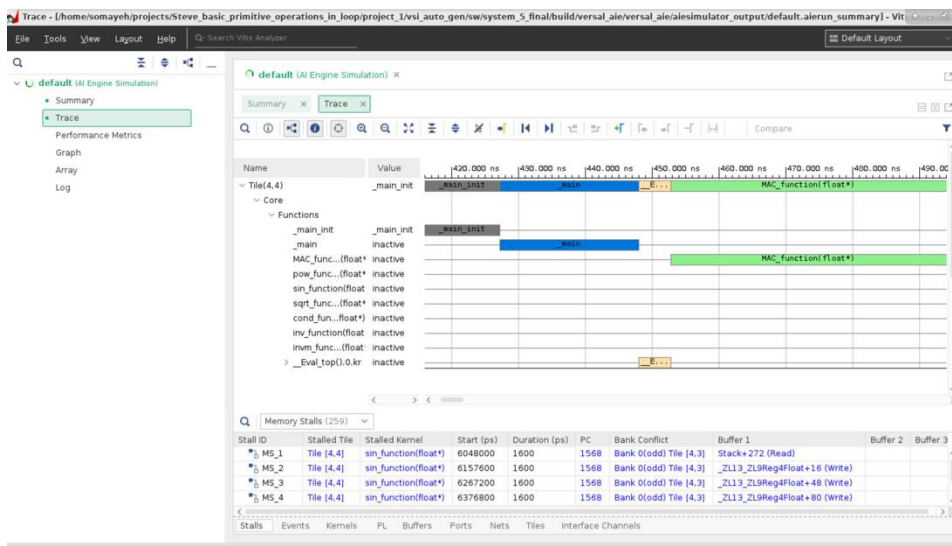 Trace - [/home/somayeh/projects/Steve_basic_primitive_operations_in_loop/project_1/vsi_auto_gen/sw/system_5_final/build/versal_aie/versal_aie/aiesimulator_output/default.aierun_summary] - Vit
File Tools View Layout Help Q- Search Vitis Analyzer Default Layout
default (AI Engine Simulation)
Summary
Trace
Performance Metrics
Graph
Array
Log
default (AI Engine Simulation) ×
Summary × Trace ×
Compare
Name Value 420.000 ns 430.000 ns 440.000 ns 450.000 ns 460.000 ns 470.000 ns 480.000 ns 490.00
Tile(4,4) _main_init _main_init _main __E... MAC_function(float*)
Core
Functions
_main_init _main_init _main_init
_main inactive _main
MAC_func...(float* inactive MAC_function(float*)
pow_func...(float* inactive
sin_function(float inactive
sqrt_func...(float* inactive
cond_fun...float*) inactive
inv_function(float inactive
invm_func...(float inactive
__Eval_top().0.kr inactive __E...
Memory Stalls (259)
Stall ID Stalled Tile Stalled Kernel Start (ps) Duration (ps) PC Bank Conflict Buffer 1 Buffer 2 Buffer 3
MS_1 Tile [4,4] sin_function(float*) 6048000 1600 1568 Bank 0(odd) Tile [4,3] Stack+272 (Read)
MS_2 Tile [4,4] sin_function(float*) 6157600 1600 1568 Bank 0(odd) Tile [4,3] _ZL13_ZL9Reg4Float+16 (Write)
MS_3 Tile [4,4] sin_function(float*) 6267200 1600 1568 Bank 0(odd) Tile [4,3] _ZL13_ZL9Reg4Float+48 (Write)
MS_4 Tile [4,4] sin_function(float*) 6376800 1600 1568 Bank 0(odd) Tile [4,3] _ZL13_ZL9Reg4Float+80 (Write)
Stalls Events Kernels PL Buffers Ports Nets Tiles Interface Channels